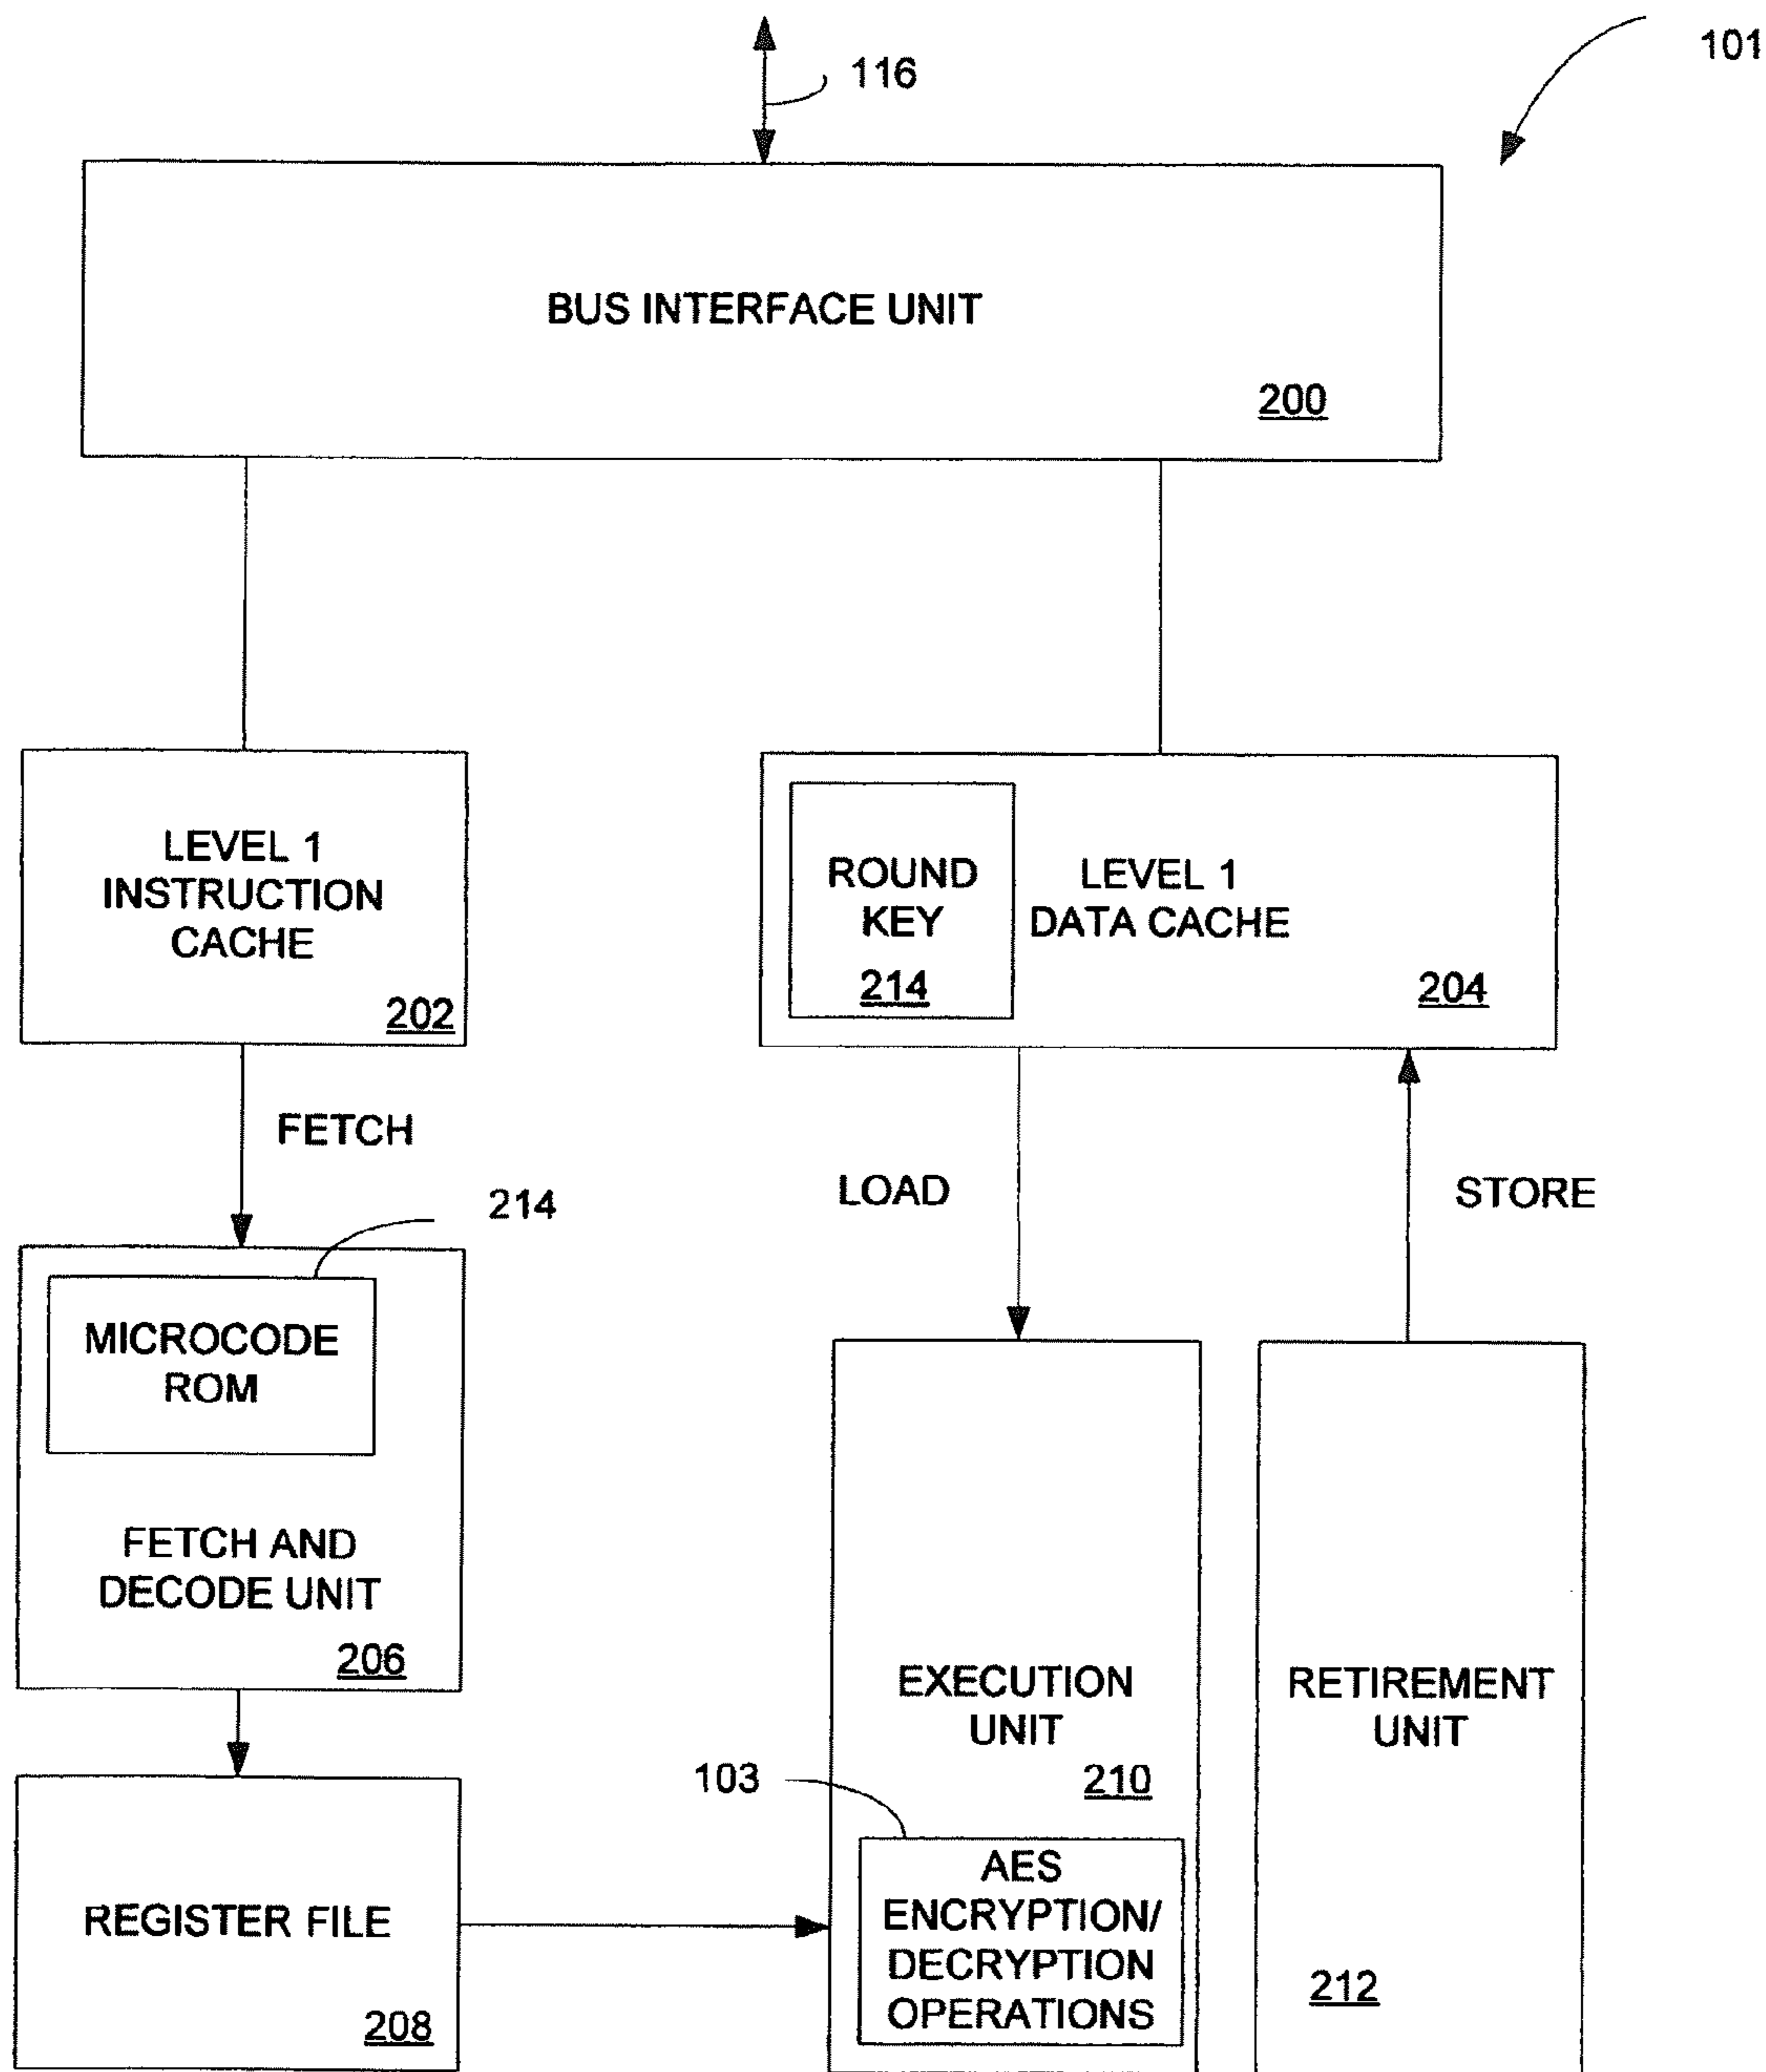 101
116
BUS INTERFACE UNIT
200
LEVEL 1
INSTRUCTION
CACHE
202
ROUND
KEY
214
LEVEL 1
DATA CACHE
204
FETCH
214
LOAD
STORE
MICROCODE
ROM
FETCH AND
DECODE UNIT
206
EXECUTION
UNIT
210
RETIREMENT
UNIT
212
103
AES
ENCRYPTION/
DECRYPTION
OPERATIONS
REGISTER FILE
208